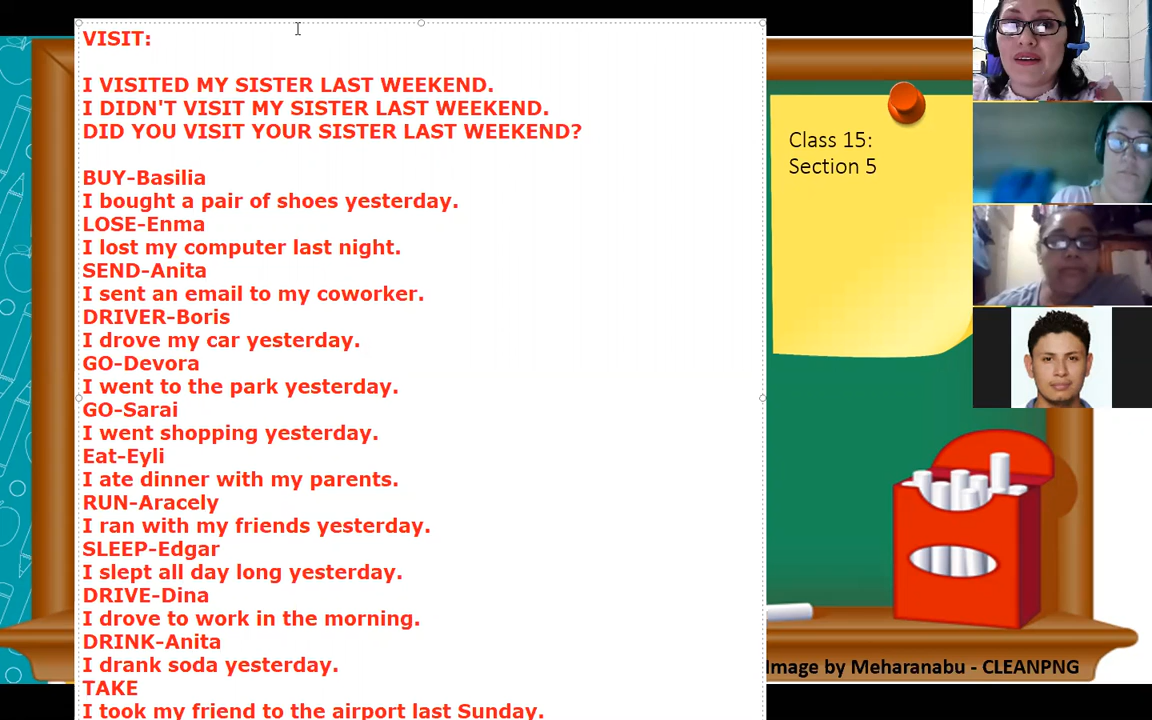 VISIT:
I VISITED MY SISTER LAST WEEKEND.
I DIDN'T VISIT MY SISTER LAST WEEKEND.
DID YOU VISIT YOUR SISTER LAST WEEKEND?
BUY-Basilia
I bought a pair of shoes yesterday.
LOSE-Enma
I lost my computer last night.
SEND-Anita
I sent an email to my coworker.
DRIVER-Boris
I drove my car yesterday.
GO-Devora
I went to the park yesterday.
GO-Sarai
I went shopping yesterday.
Eat-Eyli
I ate dinner with my parents.
RUN-Aracely
I ran with my friends yesterday.
SLEEP-Edgar
I slept all day long yesterday.
DRIVE-Dina
I drove to work in the morning.
DRINK-Anita
I drank soda yesterday.
TAKE
I took my friend to the airport last Sunday.
Class 15:
Section 5
Image by Meharanabu - CLEANPNG